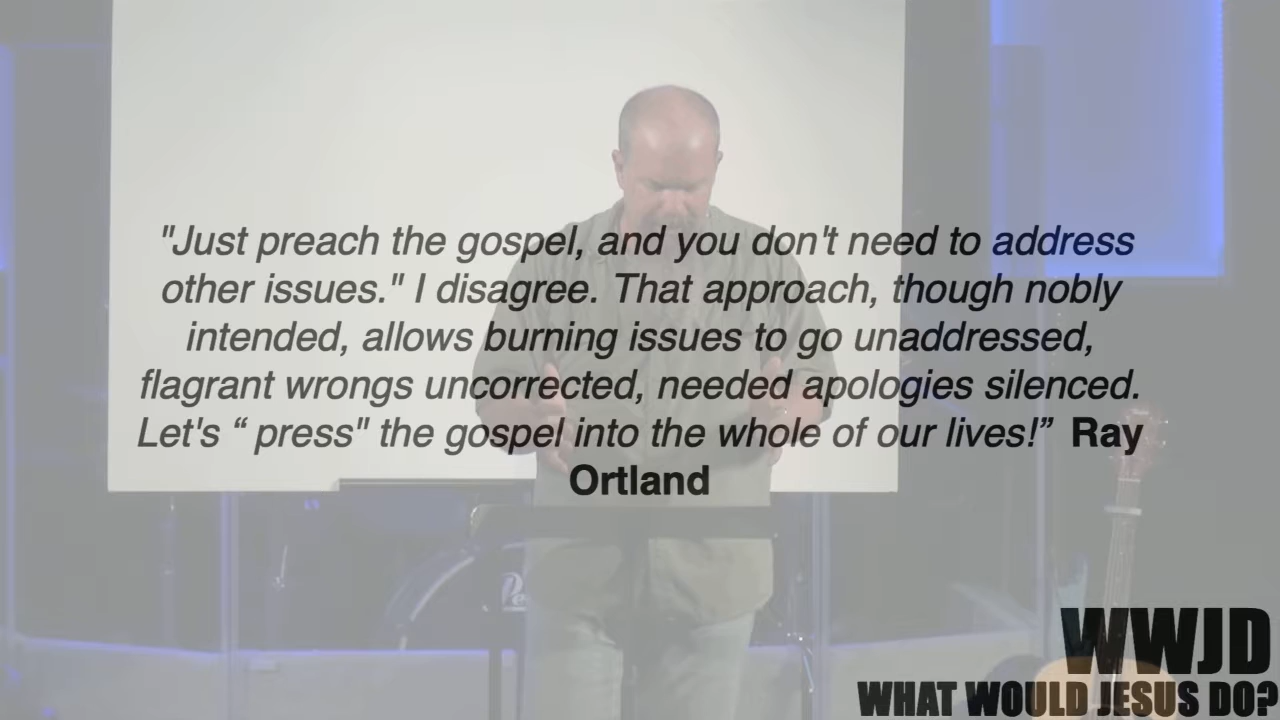 "Just preach the gospel, and you don't need to address
other issues." I disagree. That approach, though nobly
intended, allows burning issues to go unaddressed,
flagrant wrongs uncorrected, needed apologies silenced.
Let's “ press" the gospel into the whole of our lives!” Ray
Ortland
WWJD
WHAT WOULD JESUS DO?